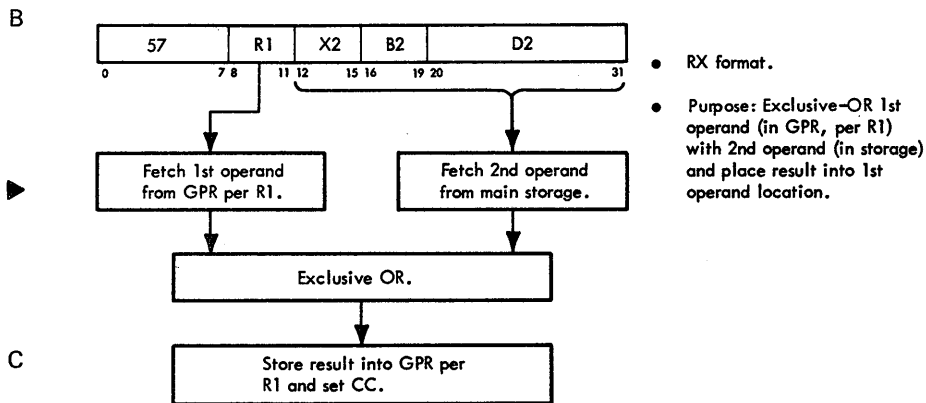 B
57 R1 X2 B2 D2
0 7 8 11 12 15 16 19 20 31
• RX format.
• Purpose: Exclusive-OR 1st
operand (in GPR, per R1)
with 2nd operand (in storage)
and place result into 1st
operand location.
Fetch 1st operand
from GPR per R1.
Fetch 2nd operand
from main storage.
Exclusive OR.
C
Store result into GPR per
R1 and set CC.